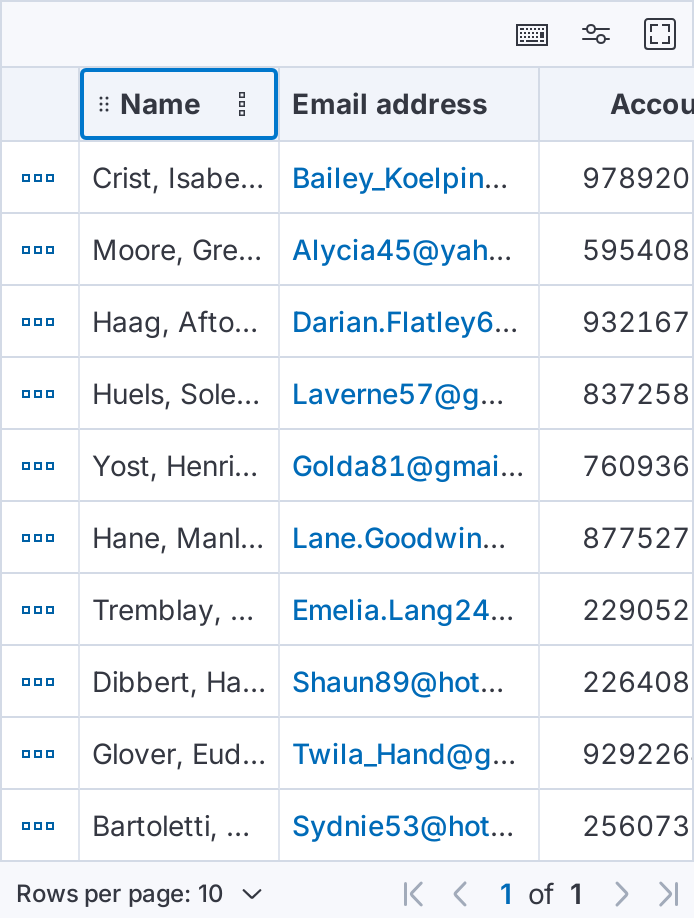 Name Email address Accou
Crist, Isabe... Bailey_Koelpin... 978920
Moore, Gre... Alycia45@yah... 595408
Haag, Afto... Darian.Flatley6... 932167
Huels, Sole... Laverne57@g... 837258
Yost, Henri... Golda81@gmai... 760936
Hane, Manl... Lane.Goodwin... 877527
Tremblay, ... Emelia.Lang24... 229052
Dibbert, Ha... Shaun89@hot... 226408
Glover, Eud... Twila_Hand@g... 929226
Bartoletti, ... Sydnie53@hot... 256073
Rows per page: 10 1 of 1